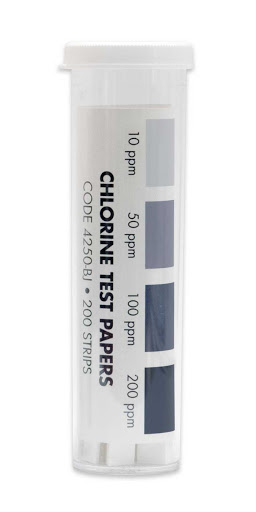 10 ppm
50 ppm
100 ppm
200 ppm
CHLORINE TEST PAPERS
CODE 4250-BJ • 200 STRIPS